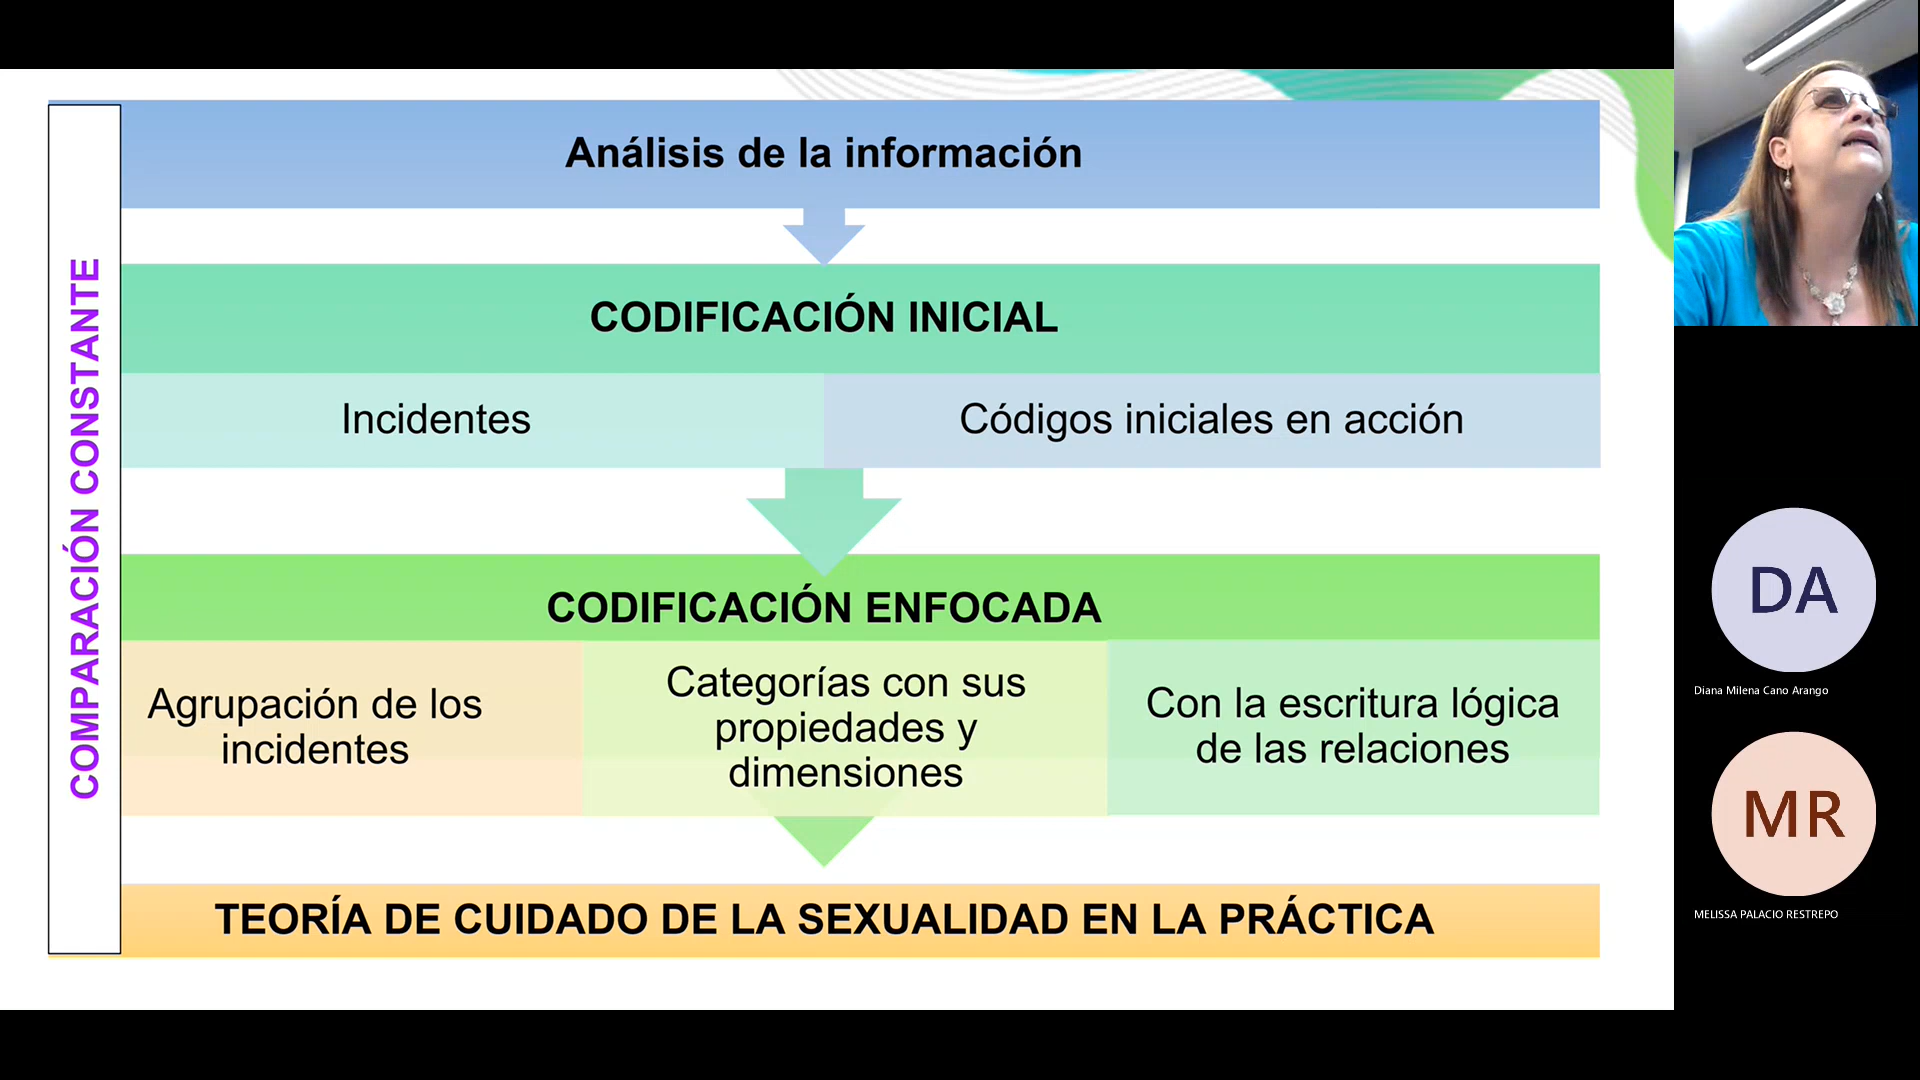 COMPARACIÓN CONSTANTE
Análisis de la información
CODIFICACIÓN INICIAL
Incidentes
Códigos iniciales en acción
CODIFICACIÓN ENFOCADA
Agrupación de los
incidentes
Categorías con sus
propiedades y
dimensiones
Con la escritura lógica
de las relaciones
TEORÍA DE CUIDADO DE LA SEXUALIDAD EN LA PRÁCTICA
DA
Diana Milena Cano Arango
MR
MELISSA PALACIO RESTREPO